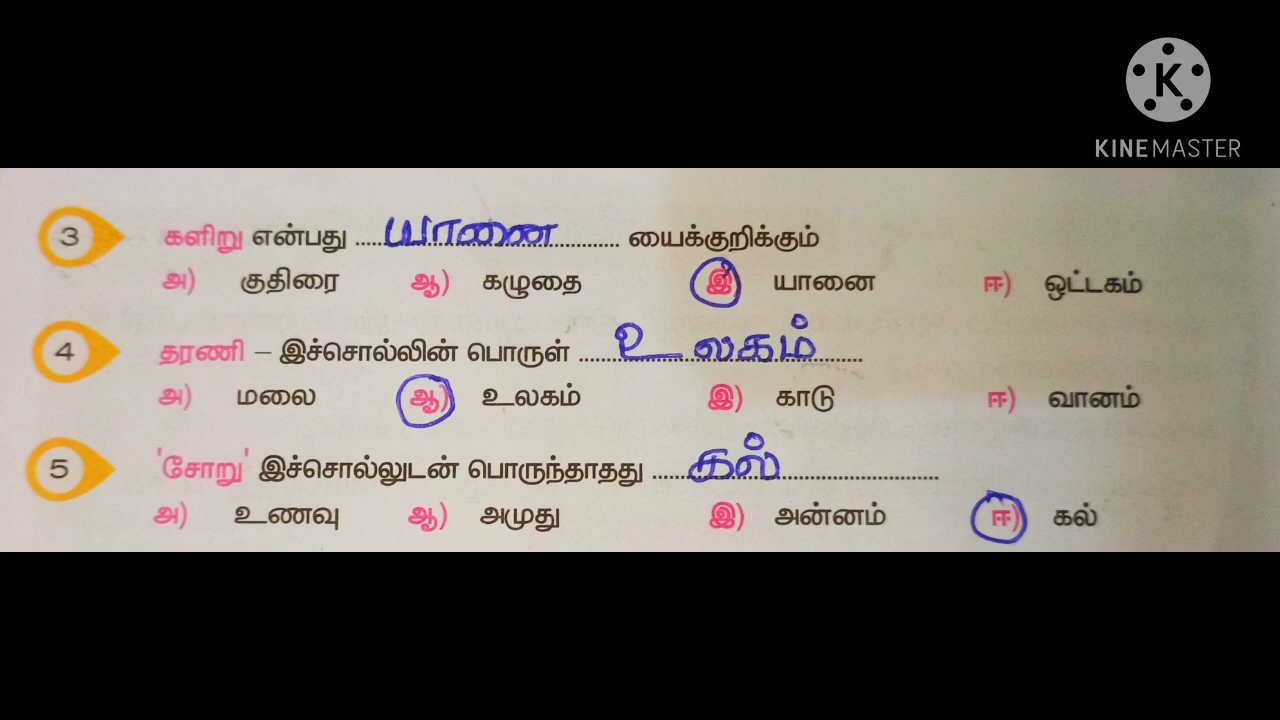 K
KINEMASTER
3 களிறு என்பது ........யானை........ யைக்குறிக்கும்
அ) குதிரை ஆ) கழுதை இ) யானை ஈ) ஒட்டகம்
4 தரணி – இச்சொல்லின் பொருள் ........உலகம்........
அ) மலை ஆ) உலகம் இ) காடு ஈ) வானம்
5 'சோறு' இச்சொல்லுடன் பொருந்தாதது ........கல்........
அ) உணவு ஆ) அமுது இ) அன்னம் ஈ) கல்